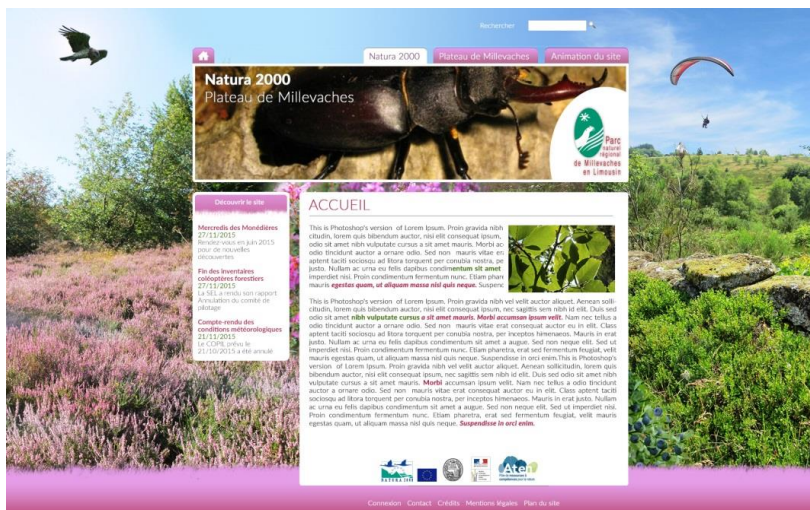 Rechercher
Natura 2000
Plateau de Millevaches
Animation du site
Natura 2000
Plateau de Millevaches
Parc
naturel
régional
de Millevaches
en Limousin
Découvrir le site
Mercredis des Monédières
27/11/2015
Rendez-vous en juin 2015
pour de nouvelles
découvertes
Fin des inventaires
coléoptères forestiers
27/11/2015
La SEL a rendu son rapport
Annulation du comité de
pilotage
Compte-rendu des
conditions météorologiques
21/11/2015
Le COPIL prévu le
21/10/2015 a été annulé
ACCUEIL
This is Photoshop's version of Lorem Ipsum. Proin gravida nibh
citudin, lorem quis bibendum auctor, nisi elit consequat ipsum,
odio sit amet nibh vulputate cursus a sit amet mauris. Morbi ac
odio tincidunt auctor a ornare odio. Sed non mauris vitae er
aptent taciti sociosqu ad litora torquent per conubia nostra, pe
justo. Nullam ac urna eu felis dapibus condimentum sit amet
nisi. Proin condimentum fermentum nunc. Etiam phar
mauris egestas quam, ut aliquam massa nisl quis neque. Suspenc
This is Photoshop's version of Lorem Ipsum. Proin gravida nibh vel velit auctor aliquet. Aenean solli-
citudin, lorem quis bibendum auctor, nisi elit consequat ipsum, nec sagittis sem nibh id elit. Duis sed
odio sit amet nibh vulputate cursus a sit amet mauris. Morbi accumsan ipsum velit. Nam nec tellus a
odio tincidunt auctor a ornare odio. Sed non mauris vitae erat consequat auctor eu in elit. Class
aptent taciti sociosqu ad litora torquent per conubia nostra, per inceptos himenaeos. Mauris in erat
justo. Nullam ac urna eu felis dapibus condimentum sit amet a augue. Sed non neque elit. Sed ut
imperdiet nisi. Proin condimentum fermentum nunc. Etiam pharetra, erat sed fermentum feugiat, velit
mauris egestas quam, ut aliquam massa nisl quis neque. Suspendisse in orci enim.This is Photoshop's
version of Lorem Ipsum. Proin gravida nibh vel velit auctor aliquet. Aenean sollicitudin, lorem quis
bibendum auctor, nisi elit consequat ipsum, nec sagittis sem nibh id elit. Duis sed odio sit amet nibh
vulputate cursus a sit amet mauris. Morbi accumsan ipsum velit. Nam nec tellus a odio tincidunt
auctor a ornare odio. Sed non mauris vitae erat consequat auctor eu in elit. Class aptent taciti
sociosqu ad litora torquent per conubia nostra, per inceptos himenaeos. Mauris in erat justo. Nullam
ac urna eu felis dapibus condimentum sit amet a augue. Sed non neque elit. Sed ut imperdiet nisi.
Proin condimentum fermentum nunc. Etiam pharetra, erat sed fermentum feugiat, velit mauris
egestas quam, ut aliquam massa nisl quis neque. Suspendisse in orci enim.
NATURA 2000
Aten
Connexion Contact Crédits Mentions légales Plan du site